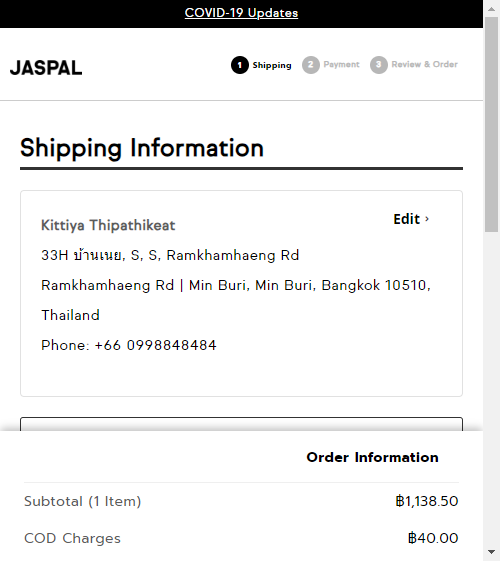 COVID-19 Updates
JASPAL
1 Shipping 2 Payment 3 Review & Order
Shipping Information
Kittiya Thipathikeat
Edit ›
33H บ้านเนย, S, S, Ramkhamhaeng Rd
Ramkhamhaeng Rd | Min Buri, Min Buri, Bangkok 10510,
Thailand
Phone: +66 0998848484
Order Information
Subtotal (1 Item) ฿1,138.50
COD Charges ฿40.00